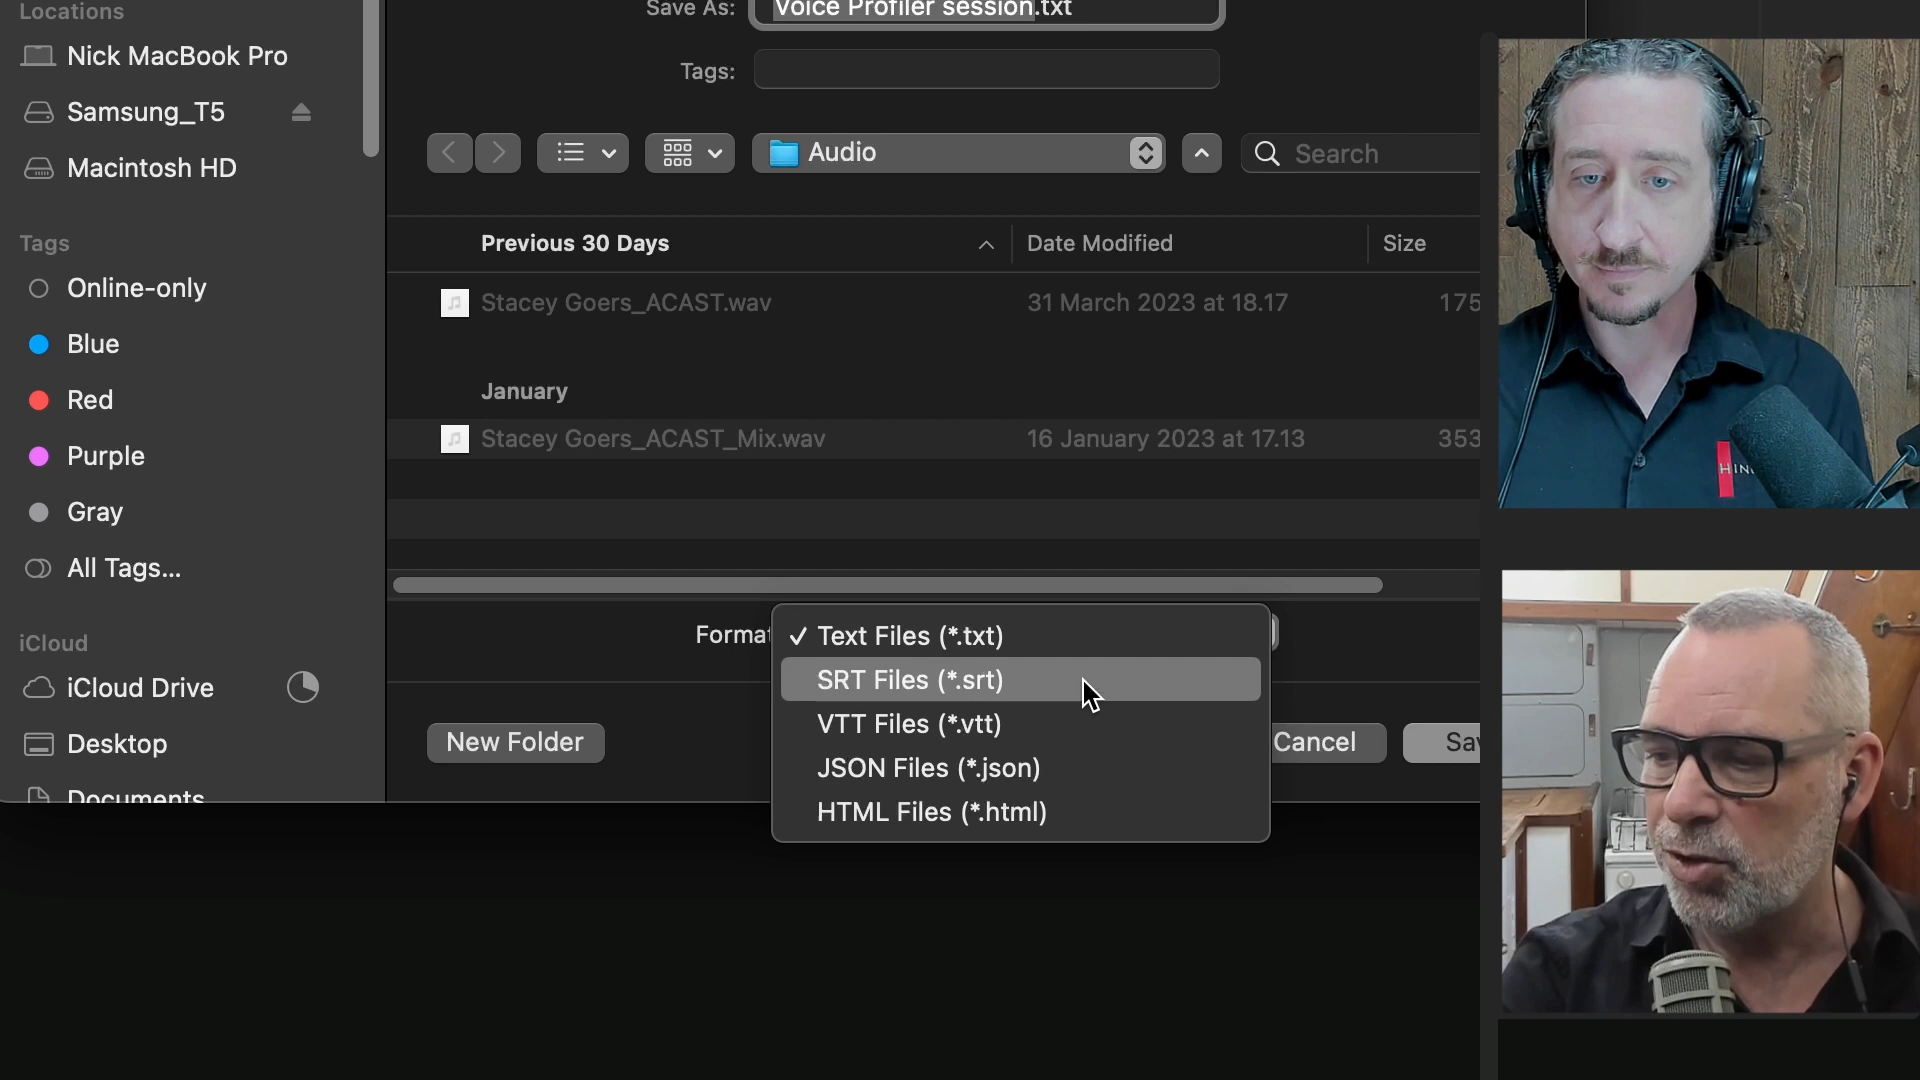 Locations
Nick MacBook Pro
Samsung_T5
Macintosh HD
Tags
Online-only
Blue
Red
Purple
Gray
All Tags...
iCloud
iCloud Drive
Desktop
Documents
Save As: Voice Profiler session.txt
Tags:
Audio
Search
Previous 30 Days Date Modified Size
Stacey Goers_ACAST.wav 31 March 2023 at 18.17 175
January
Stacey Goers_ACAST_Mix.wav 16 January 2023 at 17.13 353
Format
✓ Text Files (*.txt)
SRT Files (*.srt)
VTT Files (*.vtt)
JSON Files (*.json)
HTML Files (*.html)
New Folder
Cancel
Sav
HIN